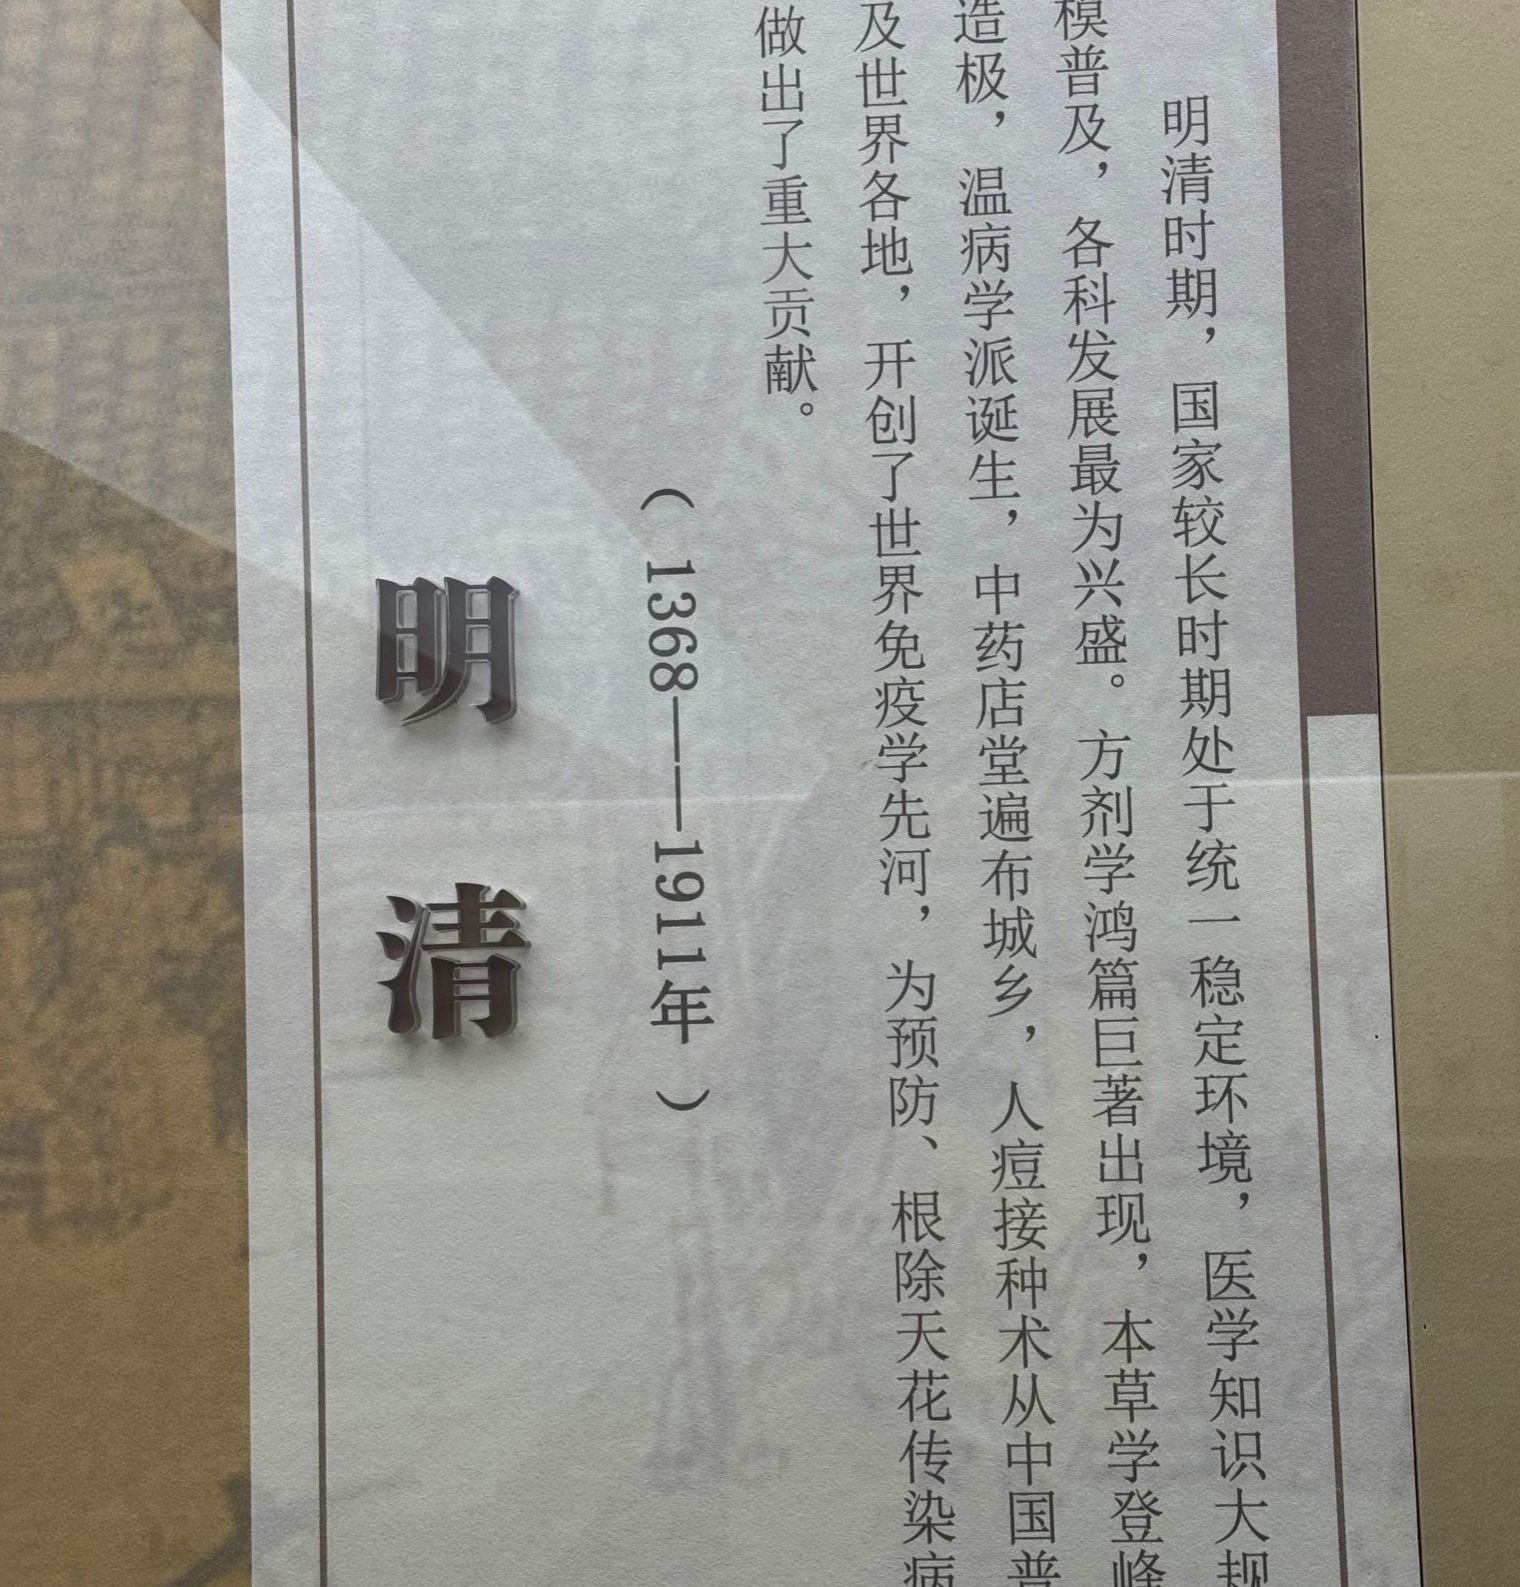 明清时期，国家较长时期处于统一稳定环境，医学知识大规
模普及，各科发展最为兴盛。方剂学鸿篇巨著出现，本草学登峰
造极，温病学派诞生，中药店堂遍布城乡，人痘接种术从中国普
及世界各地，开创了世界免疫学先河，为预防、根除天花传染病
做出了重大贡献。
（1368——1911年）
明清